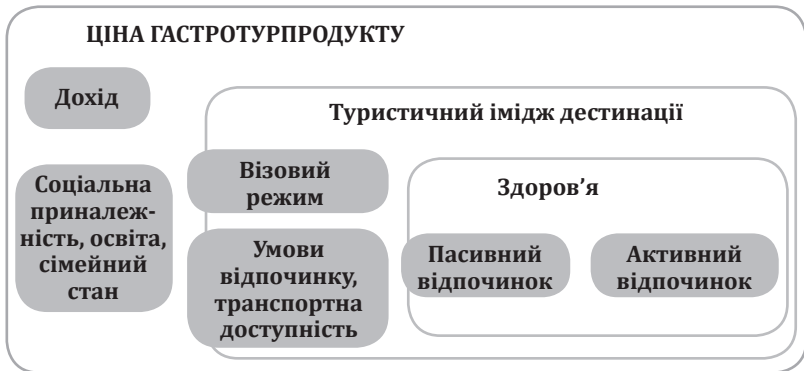 ЦІНА ГАСТРОТУРПРОДУКТУ
Дохід
Соціальна
приналеж-
ність, освіта,
сімейний
стан
Туристичний імідж дестинації
Візовий
режим
Умови
відпочинку,
транспортна
доступність
Здоров’я
Пасивний
відпочинок
Активний
відпочинок